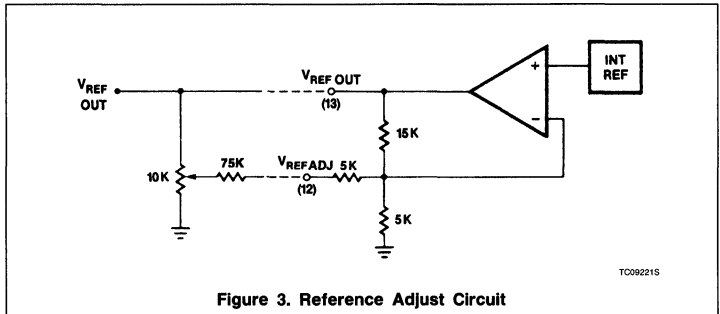 V_REF OUT
V_REF OUT
(13)
+
INT REF
−
15K
10K
75K
V_REF ADJ
5K
(12)
5K
TC09221S
Figure 3. Reference Adjust Circuit